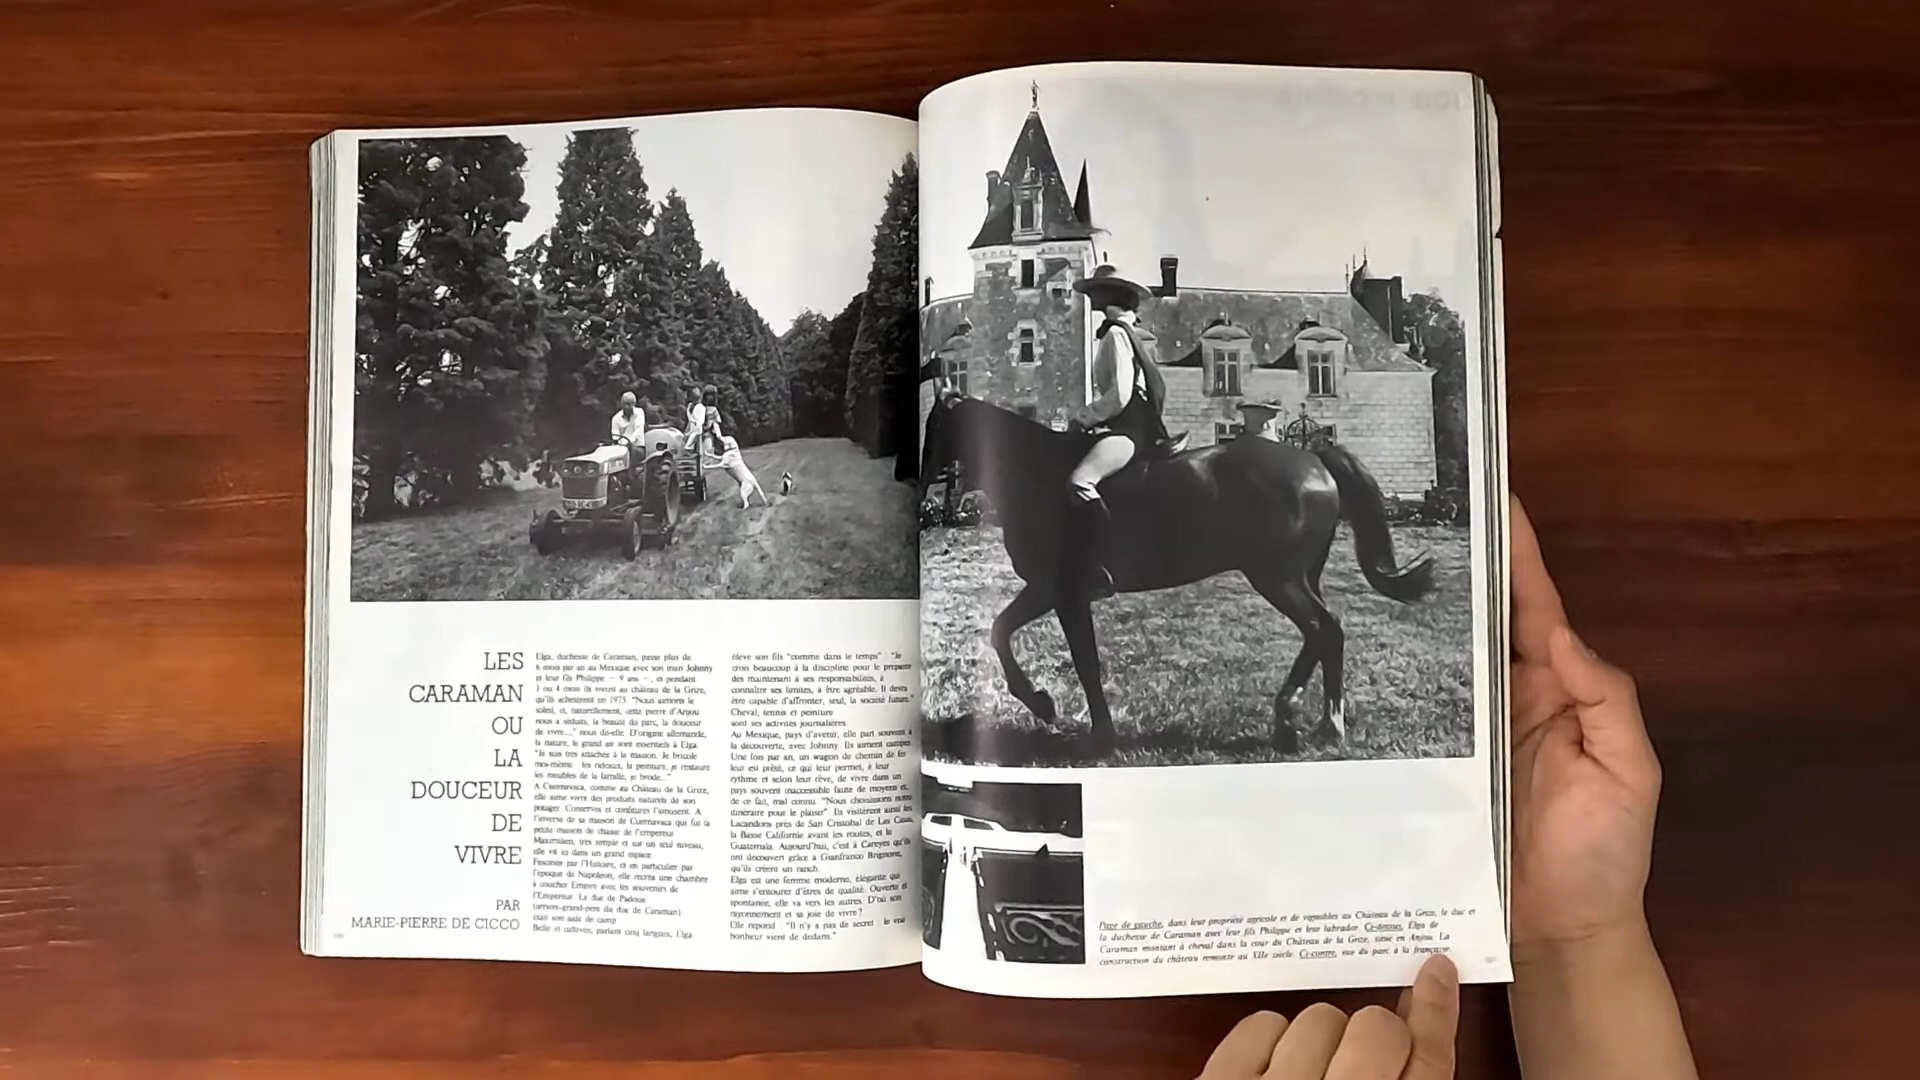 LES
CARAMAN
OU
LA
DOUCEUR
DE
VIVRE
PAR
MARIE-PIERRE DE CICCO
Elga, duchesse de Caraman, passe plus de
6 mois par an au Mexique avec son mari Johnny
et leur fils Philippe – 9 ans –, et pendant
3 ou 4 mois ils vivent au château de la Grize,
qu'ils achetèrent en 1975. "Nous aimons le
soleil, et, naturellement, cette pierre d'Anjou
nous a séduits, la beauté du parc, la douceur
de vivre...," nous dit-elle. D'origine allemande,
la nature, le grand air sont essentiels à Elga.
"Je suis très attachée à la maison. Je bricole
moi-même les rideaux, la peinture, je restaure
les meubles de la famille, je brode..."
A Cuernavaca, comme au Château de la Grize,
elle aime vivre des produits naturels de son
potager. Conserves et confitures l'amusent. A
l'inverse de sa maison de Cuernavaca qui fut la
petite maison de chasse de l'empereur
Maximilien, très simple et sur un seul niveau,
elle vit ici dans un grand espace.
Fascinée par l'Histoire, et en particulier par
l'époque de Napoléon, elle recréa une chambre
à coucher Empire avec les souvenirs de
l'Empereur. Le duc de Padoue
(arrière-grand-père du duc de Caraman)
était son aide de camp.
Belle et cultivée, parlant cinq langues, Elga
élève son fils "comme dans le temps" "Je
crois beaucoup à la discipline pour le préparer
dès maintenant à ses responsabilités, à
connaître ses limites, à être agréable. Il devra
être capable d'affronter, seul, la société future."
Cheval, tennis et peinture
sont ses activités journalières.
Au Mexique, pays d'avenir, elle part souvent à
la découverte, avec Johnny. Ils aiment camper.
Une fois par an, un wagon de chemin de fer
leur est prêté, ce qui leur permet, à leur
rythme et selon leur rêve, de vivre dans un
pays souvent inaccessible faute de moyens et,
de ce fait, mal connu. "Nous choisissons notre
itinéraire pour le plaisir". Ils visitèrent ainsi les
Lacandons près de San Cristobal de Las Casas,
la Basse Californie avant les routes, et le
Guatemala. Aujourd'hui, c'est à Careyes qu'ils
ont découvert grâce à Gianfranco Brignone,
qu'ils créent un ranch.
Elga est une femme moderne, élégante qui
aime s'entourer d'êtres de qualité. Ouverte et
spontanée, elle va vers les autres. D'où son
rayonnement et sa joie de vivre ?
Elle répond : "Il n'y a pas de secret : le vrai
bonheur vient de dedans."
Page de gauche, dans leur propriété agricole et de vignobles au Château de la Grize, le duc et
la duchesse de Caraman avec leur fils Philippe et leur labrador. Ci-dessus, Elga de
Caraman montant à cheval dans la cour du Château de la Grize, situé en Anjou. La
construction du château remonte au XIIe siècle. Ci-contre, vue du parc à la française.